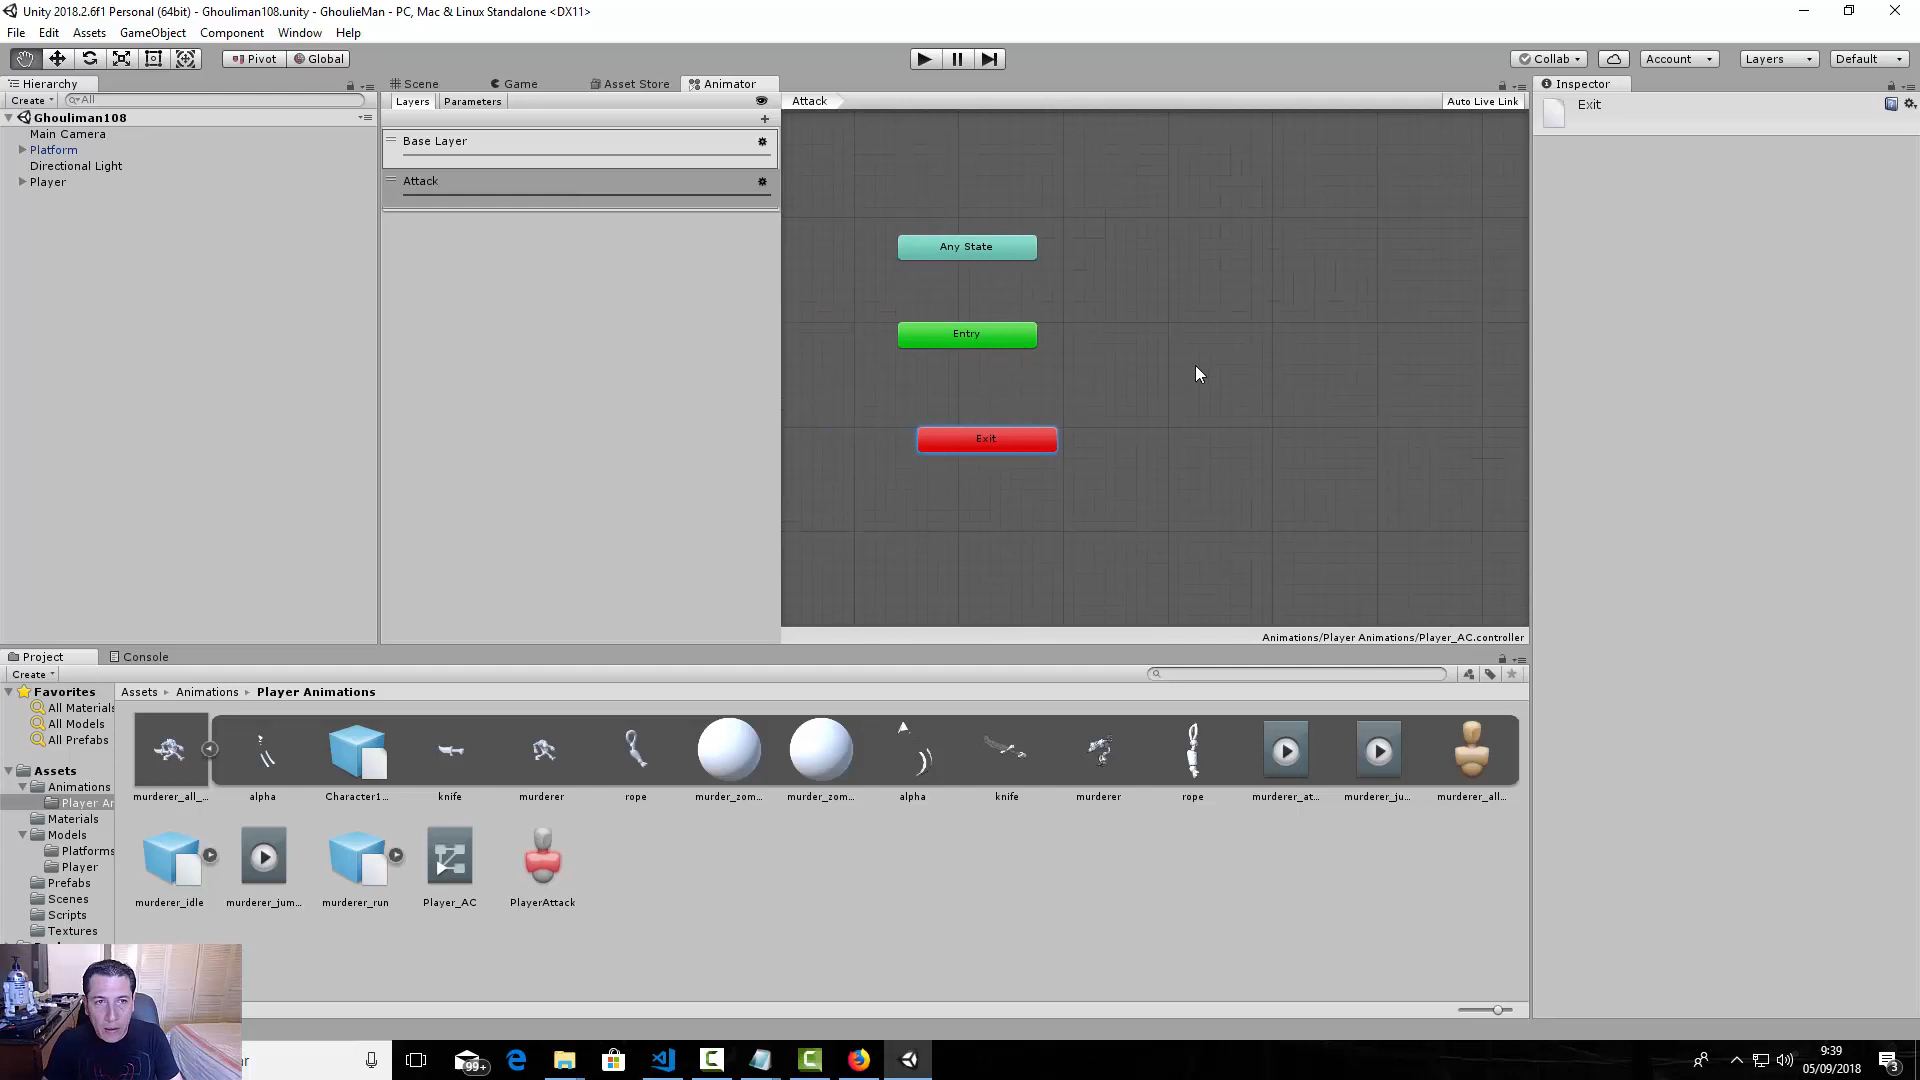 Unity 2018.2.6f1 Personal (64bit) - Ghouliman108.unity - GhoulieMan - PC, Mac & Linux Standalone <DX11>
File Edit Assets GameObject Component Window Help
Pivot Global Collab Account Layers Default
Hierarchy Scene Game Asset Store Animator Inspector
Create All Layers Parameters Attack Auto Live Link Exit
Ghouliman108
Main Camera
Platform
Directional Light
Player
Base Layer
Attack
Any State
Entry
Exit
Animations/Player Animations/Player_AC.controller
Project Console
Create
Favorites
All Materials
All Models
All Prefabs
Assets
Animations
Player Ar
Materials
Models
Platforms
Player
Prefabs
Scenes
Scripts
Textures
Assets Animations Player Animations
murderer_all_... alpha Character1... knife murderer rope murder_zom... murder_zom... alpha knife murderer rope murderer_at... murderer_ju... murderer_all...
murderer_idle murderer_jum... murderer_run Player_AC PlayerAttack
ar 99+ 9:39
05/09/2018 3